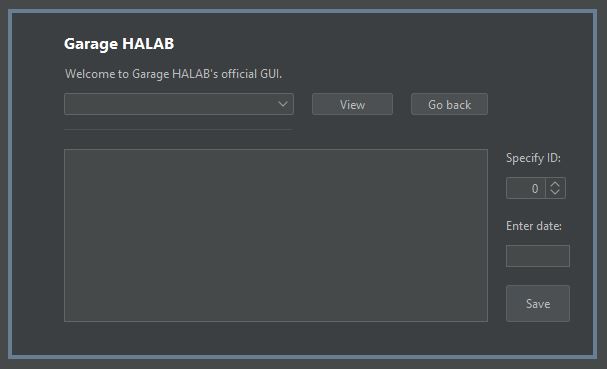 Garage HALAB
Welcome to Garage HALAB's official GUI.
View
Go back
Specify ID:
0
Enter date:
Save